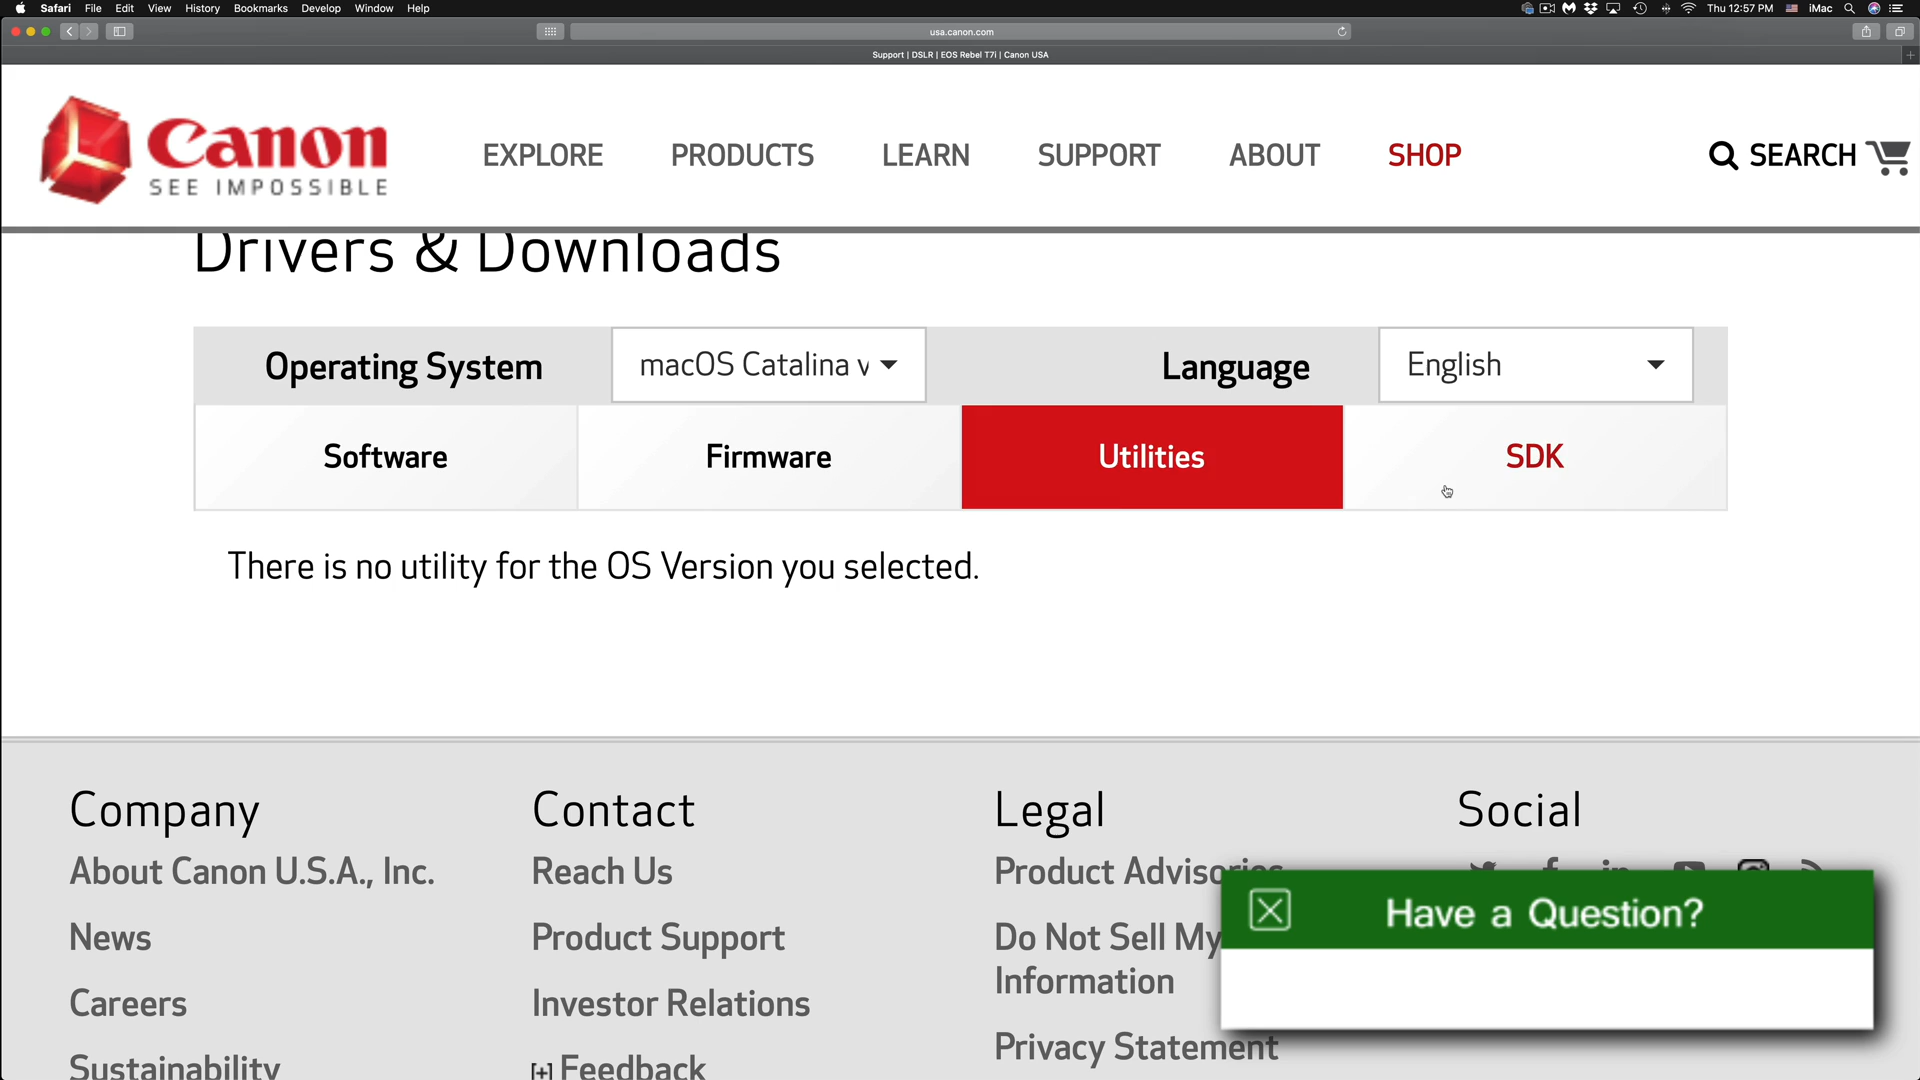 Safari File Edit View History Bookmarks Develop Window Help Thu 12:57 PM iMac
usa.canon.com
Support | DSLR | EOS Rebel T7i | Canon USA
Canon
SEE IMPOSSIBLE
EXPLORE PRODUCTS LEARN SUPPORT ABOUT SHOP SEARCH
Drivers & Downloads
Operating System macOS Catalina v Language English
Software Firmware Utilities SDK
There is no utility for the OS Version you selected.
Company Contact Legal Social
About Canon U.S.A., Inc. Reach Us Product Advisories
Have a Question?
News Product Support Do Not Sell My
Information
Careers Investor Relations
Privacy Statement
Sustainability [+] Feedback